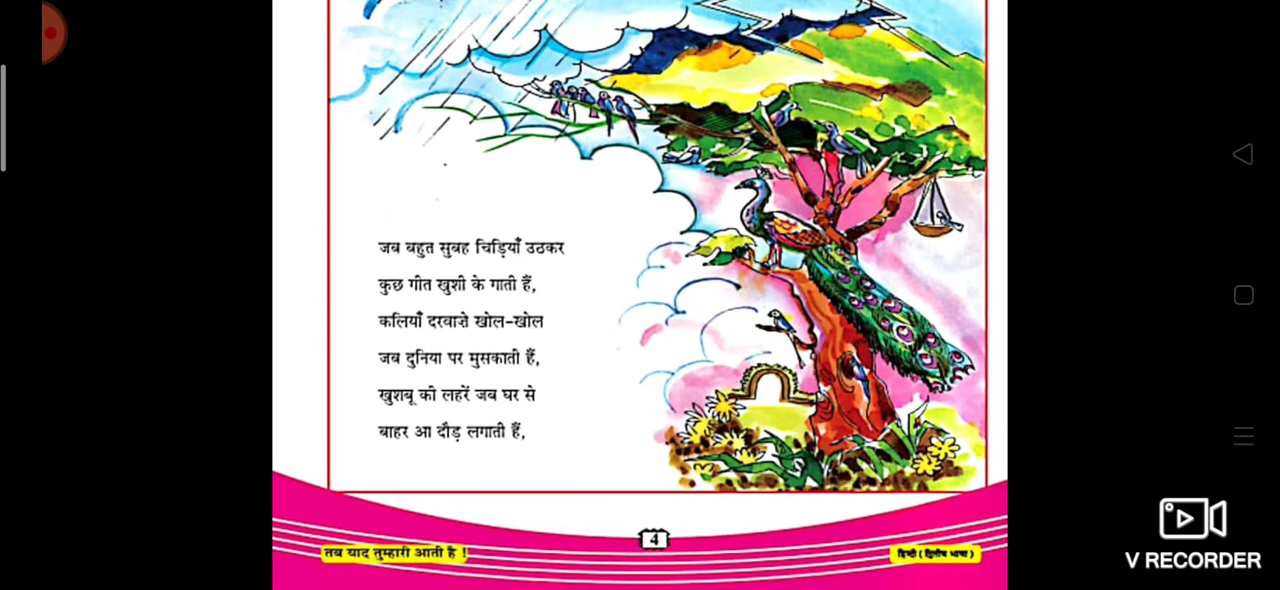 जब बहुत सुबह चिड़ियाँ उठकर
कुछ गीत खुशी के गाती हैं,
कलियाँ दरवाज़े खोल-खोल
जब दुनिया पर मुसकाती हैं,
खुशबू की लहरें जब घर से
बाहर आ दौड़ लगाती हैं,
4
तब याद तुम्हारी आती है !
हिन्दी ( द्वितीय भाषा )
V RECORDER